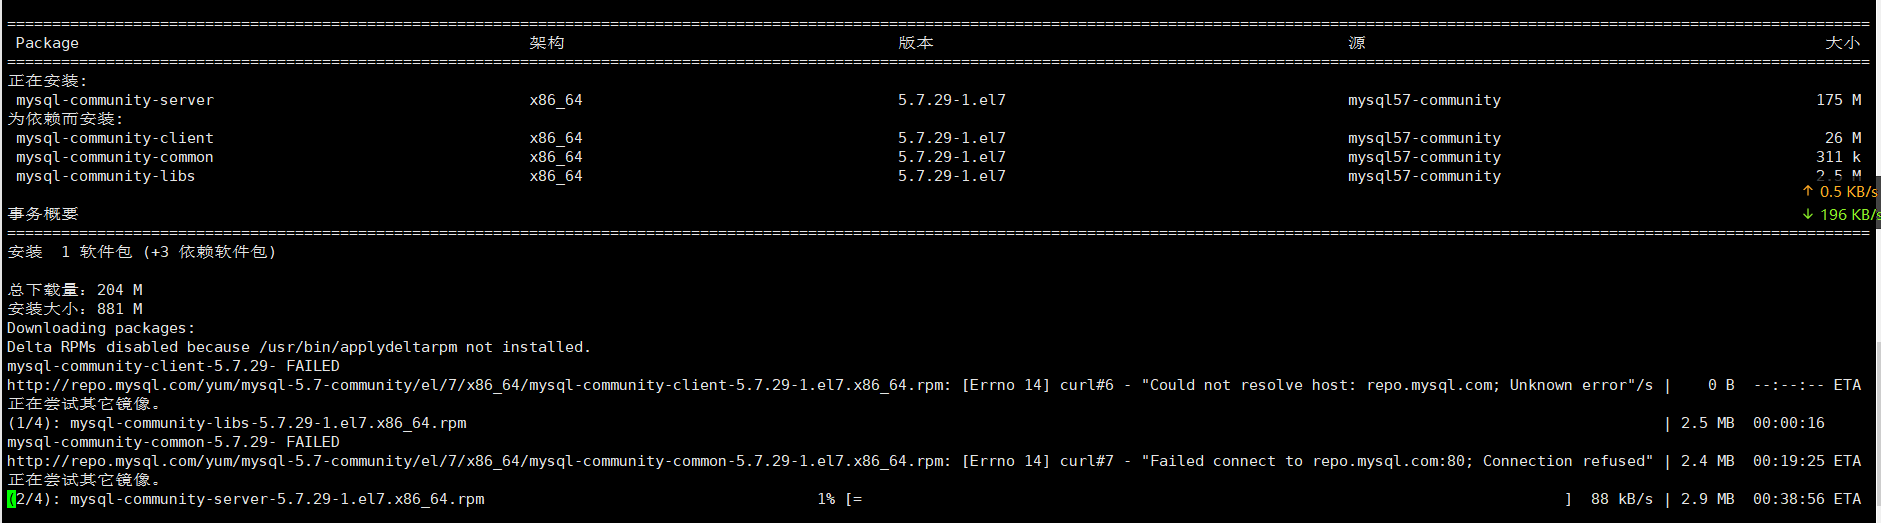 Package 架构 版本 源 大小
正在安装:
mysql-community-server x86_64 5.7.29-1.el7 mysql57-community 175 M
为依赖而安装:
mysql-community-client x86_64 5.7.29-1.el7 mysql57-community 26 M
mysql-community-common x86_64 5.7.29-1.el7 mysql57-community 311 k
mysql-community-libs x86_64 5.7.29-1.el7 mysql57-community 2.5 M
↑ 0.5 KB/s
事务概要
↓ 196 KB/s
安装 1 软件包 (+3 依赖软件包)
总下载量：204 M
安装大小：881 M
Downloading packages:
Delta RPMs disabled because /usr/bin/applydeltarpm not installed.
mysql-community-client-5.7.29- FAILED
http://repo.mysql.com/yum/mysql-5.7-community/el/7/x86_64/mysql-community-client-5.7.29-1.el7.x86_64.rpm: [Errno 14] curl#6 - "Could not resolve host: repo.mysql.com; Unknown error"/s | 0 B --:--:-- ETA
正在尝试其它镜像。
(1/4): mysql-community-libs-5.7.29-1.el7.x86_64.rpm | 2.5 MB 00:00:16
mysql-community-common-5.7.29- FAILED
http://repo.mysql.com/yum/mysql-5.7-community/el/7/x86_64/mysql-community-common-5.7.29-1.el7.x86_64.rpm: [Errno 14] curl#7 - "Failed connect to repo.mysql.com:80; Connection refused" | 2.4 MB 00:19:25 ETA
正在尝试其它镜像。
(2/4): mysql-community-server-5.7.29-1.el7.x86_64.rpm 1% [= ] 88 kB/s | 2.9 MB 00:38:56 ETA